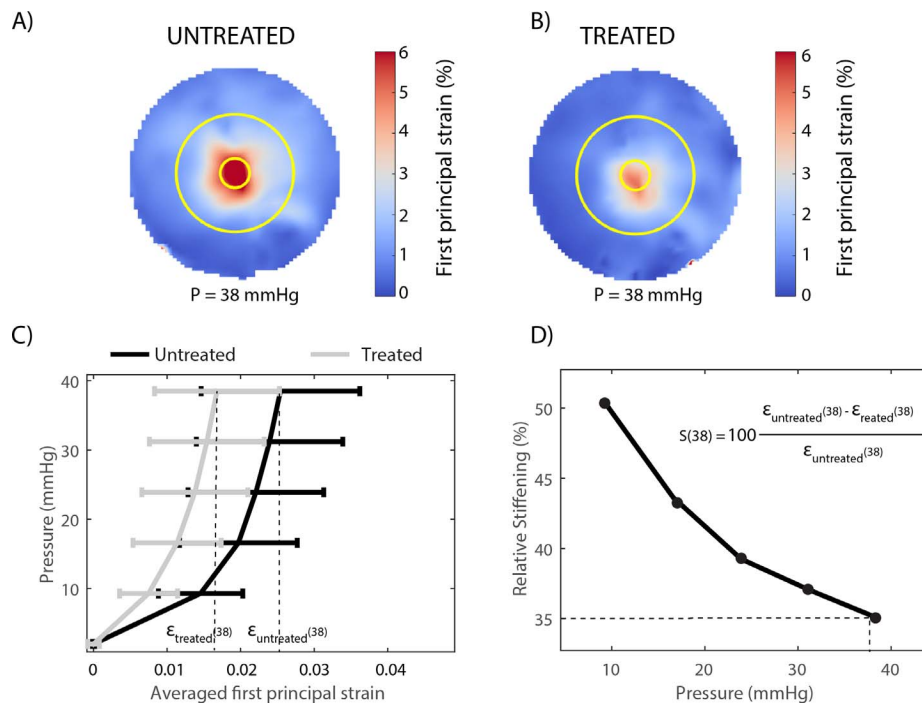 A)
UNTREATED
6
5
4
3
2
1
0
First principal strain (%)
P = 38 mmHg
B)
TREATED
6
5
4
3
2
1
0
First principal strain (%)
P = 38 mmHg
C)
Untreated
Treated
40
30
20
10
Pressure (mmHg)
εtreated(38)
εuntreated(38)
0
0.01
0.02
0.03
0.04
Averaged first principal strain
D)
50
45
40
35
Relative Stiffening (%)
S(38) = 100
εuntreated(38) - εreated(38)
εuntreated(38)
10
20
30
40
Pressure (mmHg)